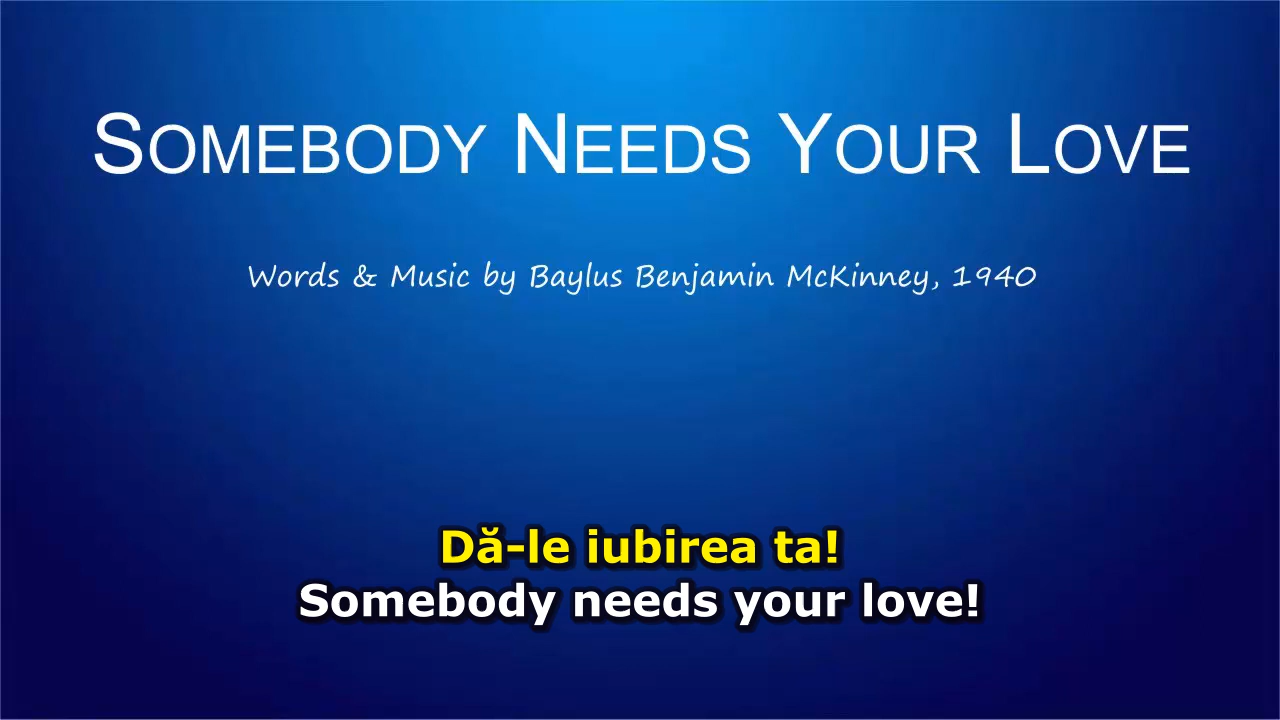 Somebody Needs Your Love
Words & Music by Baylus Benjamin McKinney, 1940
Dă-le iubirea ta!
Somebody needs your love!